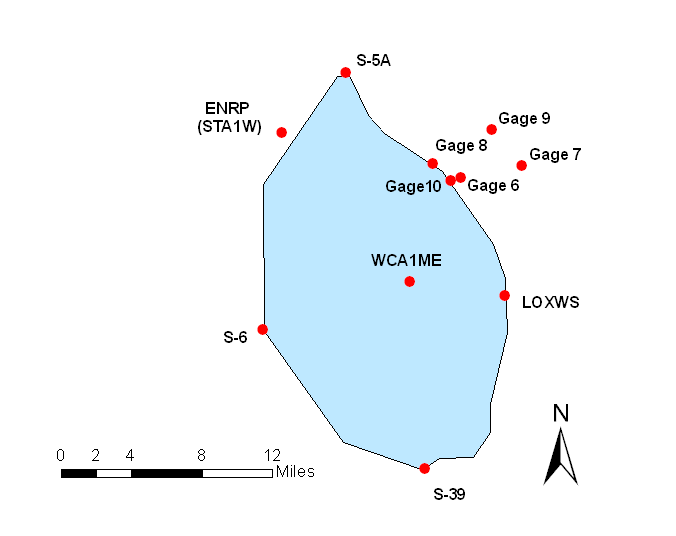 S-5A
ENRP
(STA1W)
Gage 9
Gage 8
Gage 7
Gage10
Gage 6
WCA1ME
LOXWS
S-6
N
0 2 4 8 12
Miles
S-39